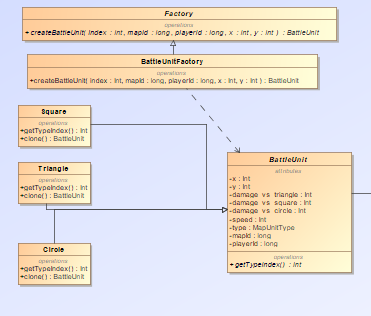 Factory
operations
+ createBattleUnit( index : int, mapId : long, playerId : long, x : int, y : int ) : BattleUnit
BattleUnitFactory
operations
+createBattleUnit( index : int, mapId : long, playerId : long, x : int, y : int ) : BattleUnit
Square
operations
+getTypeIndex() : int
+clone() : BattleUnit
Triangle
operations
+getTypeIndex() : int
+clone() : BattleUnit
Circle
operations
+getTypeIndex() : int
+clone() : BattleUnit
BattleUnit
attributes
-x : int
-y : int
-damage vs triangle : int
-damage vs square : int
-damage vs circle : int
-speed : int
-type : MapUnitType
-mapId : long
-playerId : long
operations
+ getTypeIndex() : int